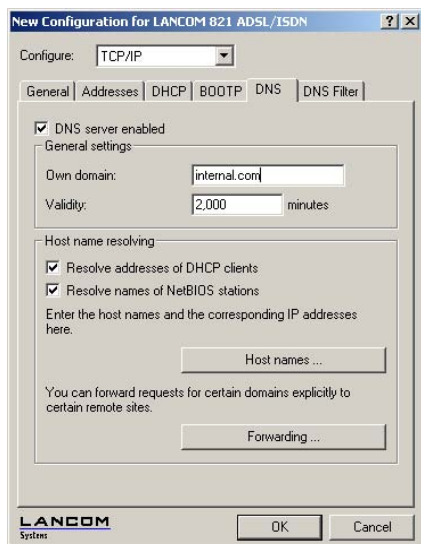 New Configuration for LANCOM 821 ADSL/ISDN
Configure: TCP/IP
General Addresses DHCP BOOTP DNS DNS Filter
DNS server enabled
General settings
Own domain: internal.com
Validity: 2,000 minutes
Host name resolving
Resolve addresses of DHCP clients
Resolve names of NetBIOS stations
Enter the host names and the corresponding IP addresses
here.
Host names ...
You can forward requests for certain domains explicitly to
certain remote sites.
Forwarding ...
LANCOM
Systems
OK Cancel